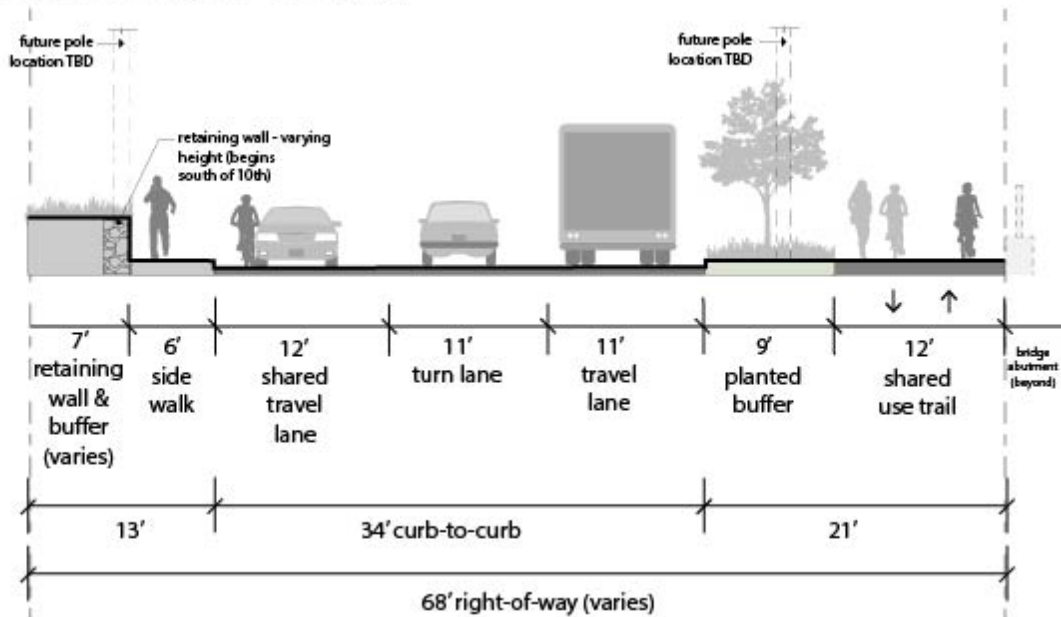 future pole
location TBD
future pole
location TBD
retaining wall - varying
height (begins
south of 10th)
7'
retaining
wall &
buffer
(varies)
6'
side
walk
12'
shared
travel
lane
11'
turn lane
11'
travel
lane
9'
planted
buffer
12'
shared
use trail
bridge
abutment
(beyond)
13'
34' curb-to-curb
21'
68' right-of-way (varies)